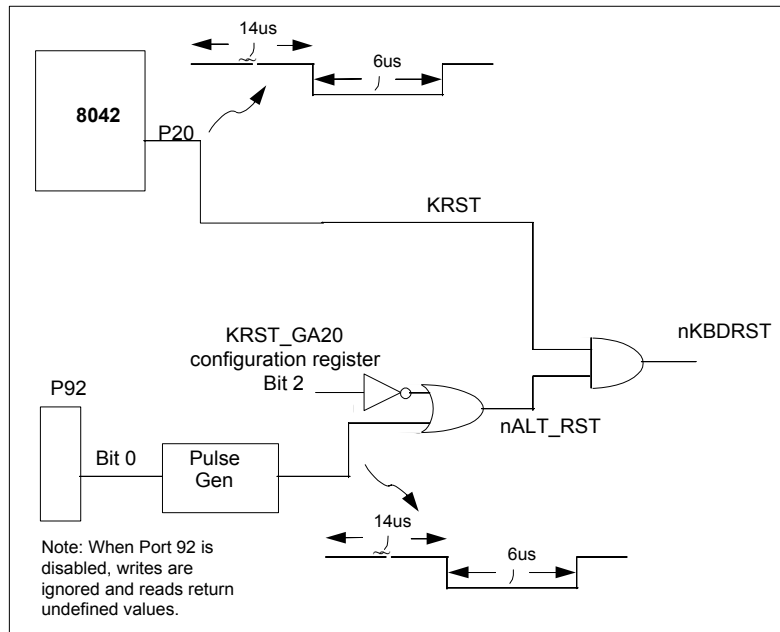 14us
6us
8042
P20
KRST
nKBDRST
KRST_GA20
configuration register
Bit 2
nALT_RST
P92
Bit 0
Pulse
Gen
14us
6us
Note: When Port 92 is
disabled, writes are
ignored and reads return
undefined values.